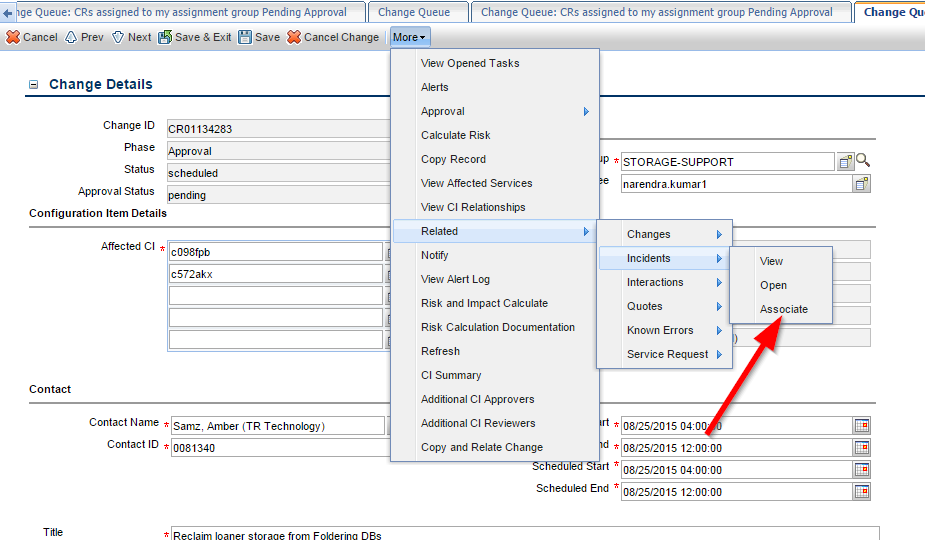 nge Queue: CRs assigned to my assignment group Pending Approval
Change Queue
Change Queue: CRs assigned to my assignment group Pending Approval
Change Qu
Cancel
Prev
Next
Save & Exit
Save
Cancel Change
More
Change Details
Change ID
CR01134283
Phase
Approval
Status
scheduled
Approval Status
pending
up * STORAGE-SUPPORT
ee narendra.kumar1
Configuration Item Details
Affected CI * c098fpb
c572akx
View Opened Tasks
Alerts
Approval
Calculate Risk
Copy Record
View Affected Services
View CI Relationships
Related
Notify
View Alert Log
Risk and Impact Calculate
Risk Calculation Documentation
Refresh
CI Summary
Additional CI Approvers
Additional CI Reviewers
Copy and Relate Change
Changes
Incidents
Interactions
Quotes
Known Errors
Service Request
View
Open
Associate
)
Contact
Contact Name * Samz, Amber (TR Technology)
Contact ID * 0081340
art * 08/25/2015 04:00:00
nd * 08/25/2015 12:00:00
Scheduled Start * 08/25/2015 04:00:00
Scheduled End * 08/25/2015 12:00:00
Title * Reclaim loaner storage from Foldering DBs